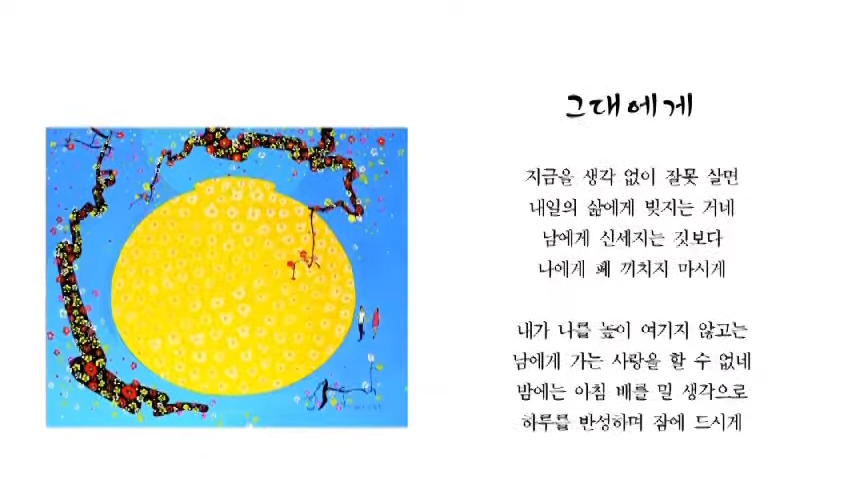 그대에게
지금을 생각 없이 잘못 살면
내일의 삶에게 빚지는 거네
남에게 신세지는 것보다
나에게 폐 끼치지 마시게
내가 나를 높이 여기지 않고는
남에게 가는 사랑을 할 수 없네
밤에는 아침 배를 밀 생각으로
하루를 반성하며 잠에 드시게